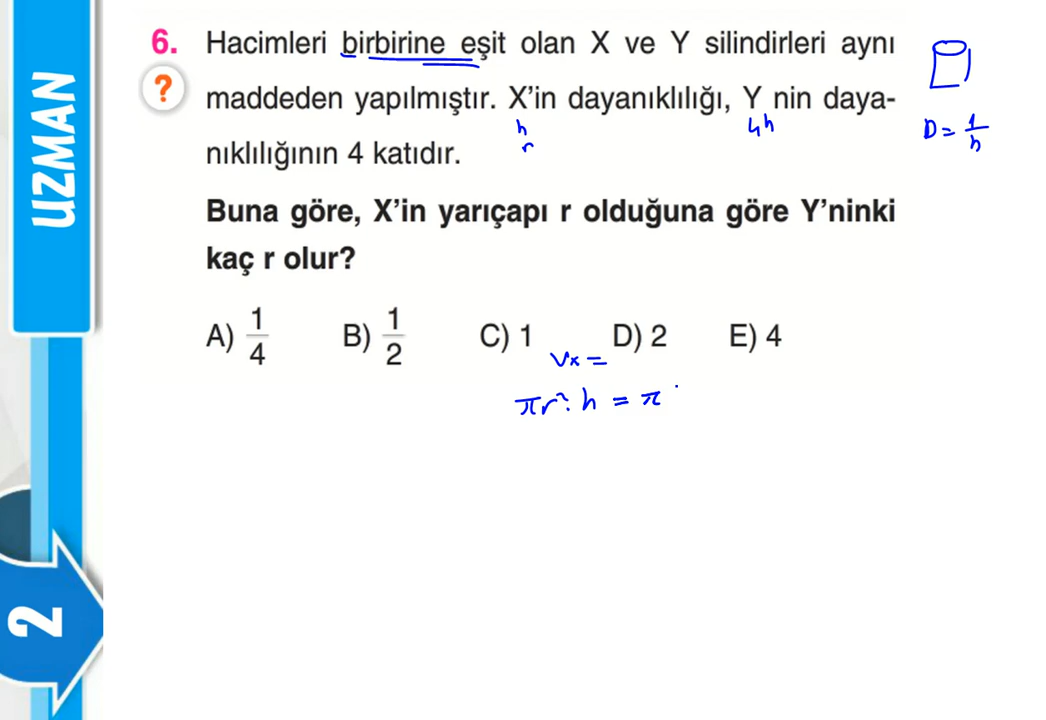 UZMAN
2
6. Hacimleri birbirine eşit olan X ve Y silindirleri aynı
? maddeden yapılmıştır. X'in dayanıklılığı, Y nin daya-
h
4h
D = 1/h
nıklılığının 4 katıdır.
r
Buna göre, X'in yarıçapı r olduğuna göre Y'ninki
kaç r olur?
A) 1/4 B) 1/2 C) 1 D) 2 E) 4
Vx =
πr². h = π